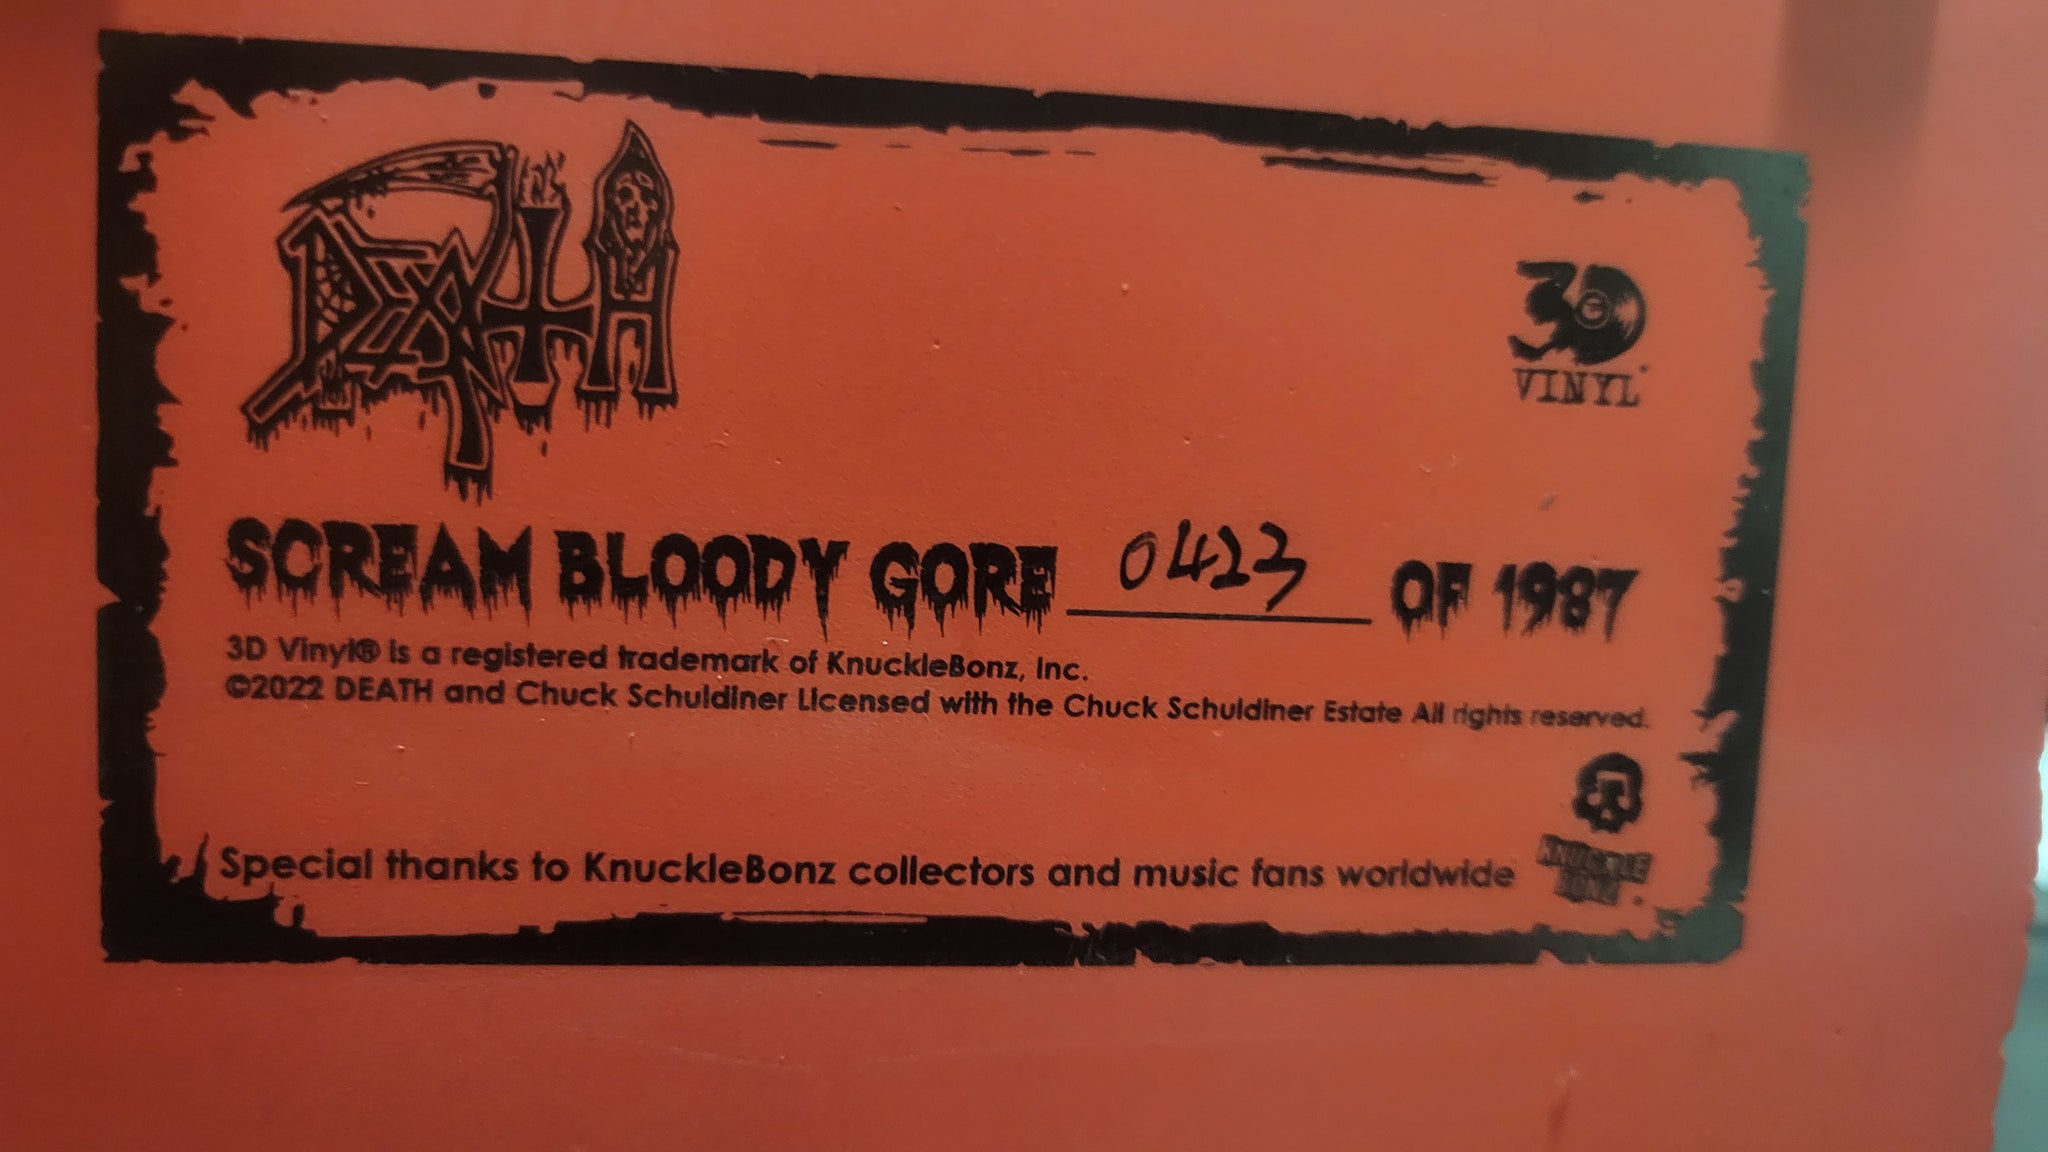 DEATH
3D
VINYL
SCREAM BLOODY GORE 0423 OF 1987
3D Vinyl® is a registered trademark of KnuckleBonz, Inc.
©2022 DEATH and Chuck Schuldiner Licensed with the Chuck Schuldiner Estate All rights reserved.
Special thanks to KnuckleBonz collectors and music fans worldwide
KNUCKLE
BONZ